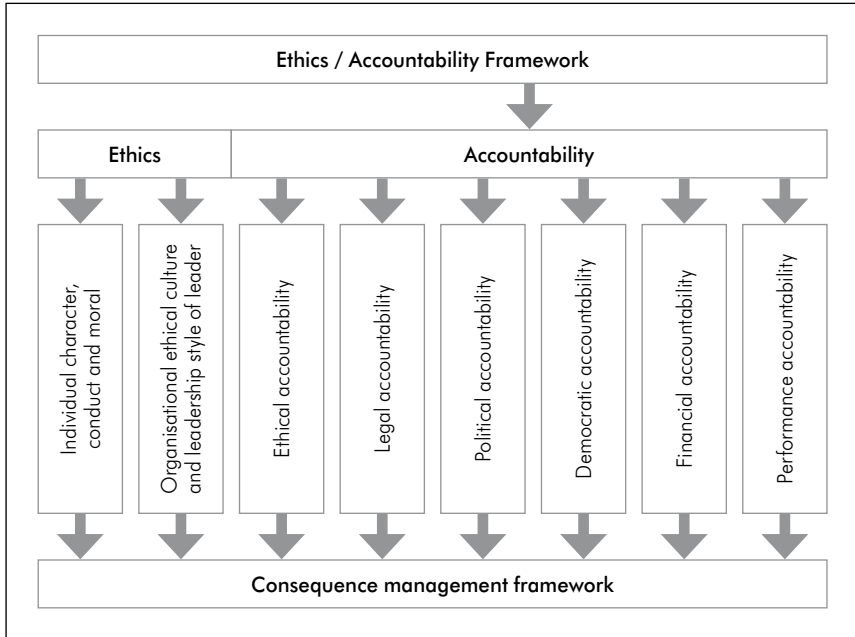 Ethics / Accountability Framework
Ethics
Accountability
Individual character,
conduct and moral
Organisational ethical culture
and leadership style of leader
Ethical accountability
Legal accountability
Political accountability
Democratic accountability
Financial accountability
Performance accountability
Consequence management framework